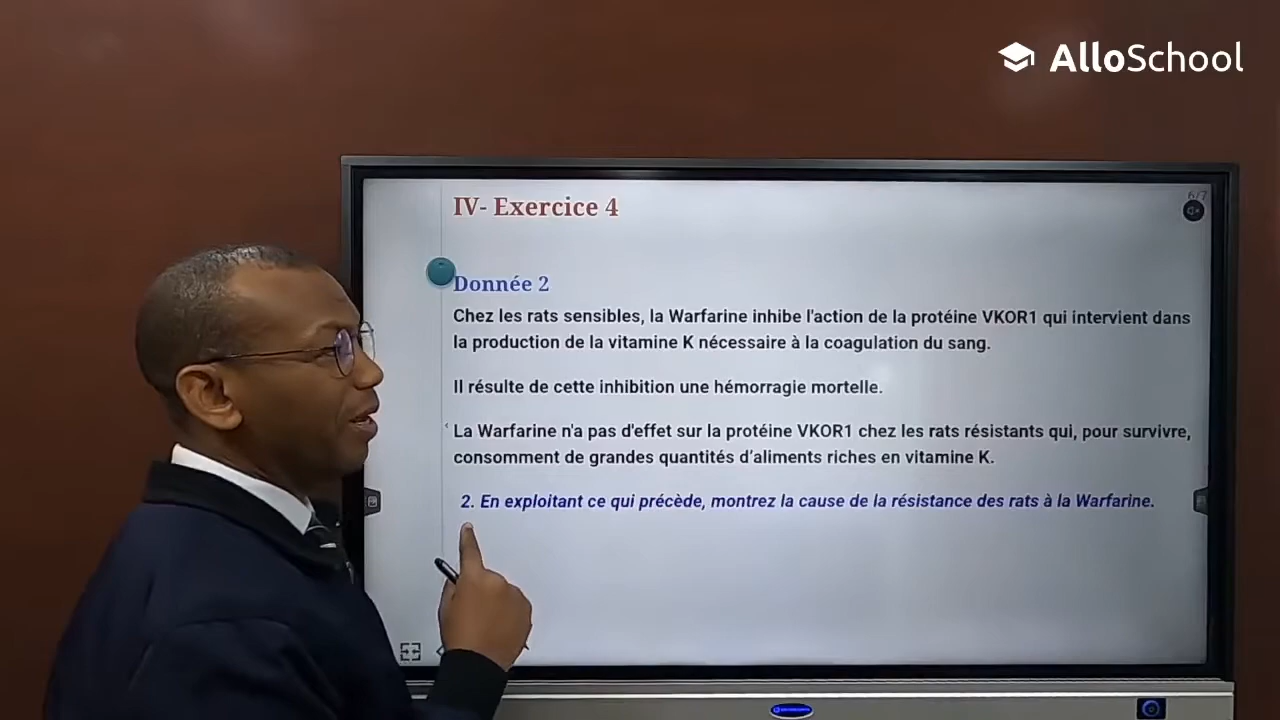 AlloSchool
6/7
IV- Exercice 4
Donnée 2
Chez les rats sensibles, la Warfarine inhibe l'action de la protéine VKOR1 qui intervient dans
la production de la vitamine K nécessaire à la coagulation du sang.
Il résulte de cette inhibition une hémorragie mortelle.
La Warfarine n'a pas d'effet sur la protéine VKOR1 chez les rats résistants qui, pour survivre,
consomment de grandes quantités d'aliments riches en vitamine K.
2. En exploitant ce qui précède, montrez la cause de la résistance des rats à la Warfarine.